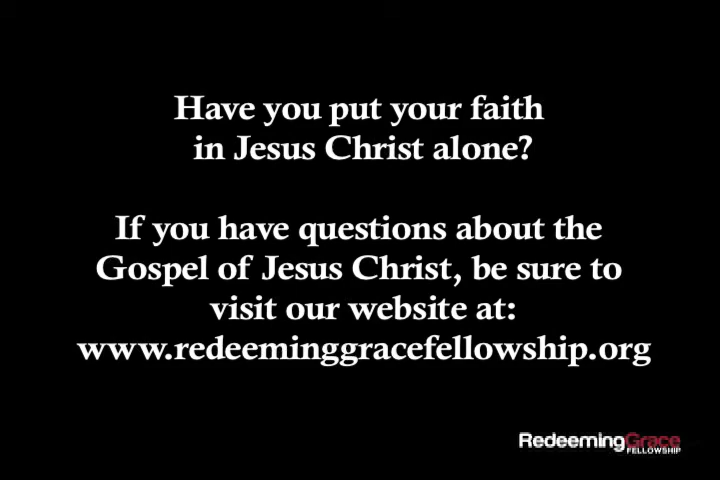 Have you put your faith
in Jesus Christ alone?
If you have questions about the
Gospel of Jesus Christ, be sure to
visit our website at:
www.redeeminggracefellowship.org
RedeemingGrace
FELLOWSHIP